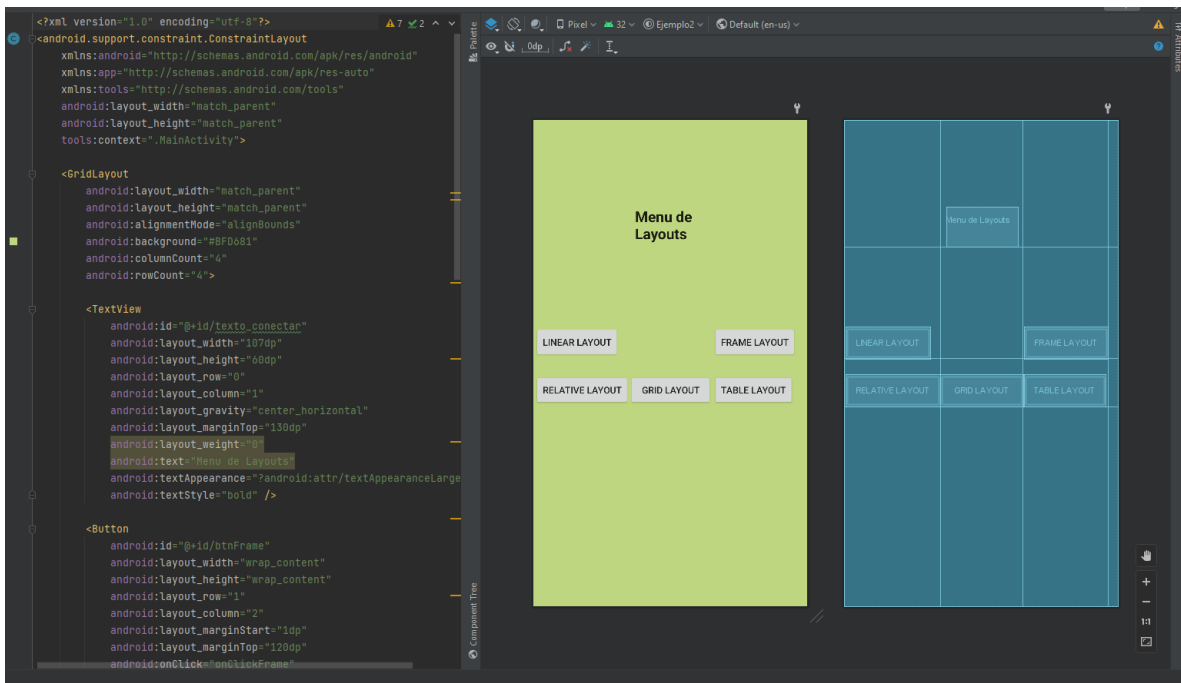 <?xml version="1.0" encoding="utf-8"?>
7 2
<android.support.constraint.ConstraintLayout
xmlns:android="http://schemas.android.com/apk/res/android"
xmlns:app="http://schemas.android.com/apk/res-auto"
xmlns:tools="http://schemas.android.com/tools"
android:layout_width="match_parent"
android:layout_height="match_parent"
tools:context=".MainActivity">
<GridLayout
android:layout_width="match_parent"
android:layout_height="match_parent"
android:alignmentMode="alignBounds"
android:background="#BFD681"
android:columnCount="4"
android:rowCount="4">
<TextView
android:id="@+id/texto_conectar"
android:layout_width="107dp"
android:layout_height="60dp"
android:layout_row="0"
android:layout_column="1"
android:layout_gravity="center_horizontal"
android:layout_marginTop="130dp"
android:layout_weight="0"
android:text="Menu de Layouts"
android:textAppearance="?android:attr/textAppearanceLarge
android:textStyle="bold" />
<Button
android:id="@+id/btnFrame"
android:layout_width="wrap_content"
android:layout_height="wrap_content"
android:layout_row="1"
android:layout_column="2"
android:layout_marginStart="1dp"
android:layout_marginTop="120dp"
android:onClick="onClickFrame"
Palette
Component Tree
Pixel 32 Ejemplo2 Default (en-us)
0dp
Menu de
Layouts
LINEAR LAYOUT FRAME LAYOUT
RELATIVE LAYOUT GRID LAYOUT TABLE LAYOUT
Menu de Layouts
LINEAR LAYOUT FRAME LAYOUT
RELATIVE LAYOUT GRID LAYOUT TABLE LAYOUT
1:1
Attributes